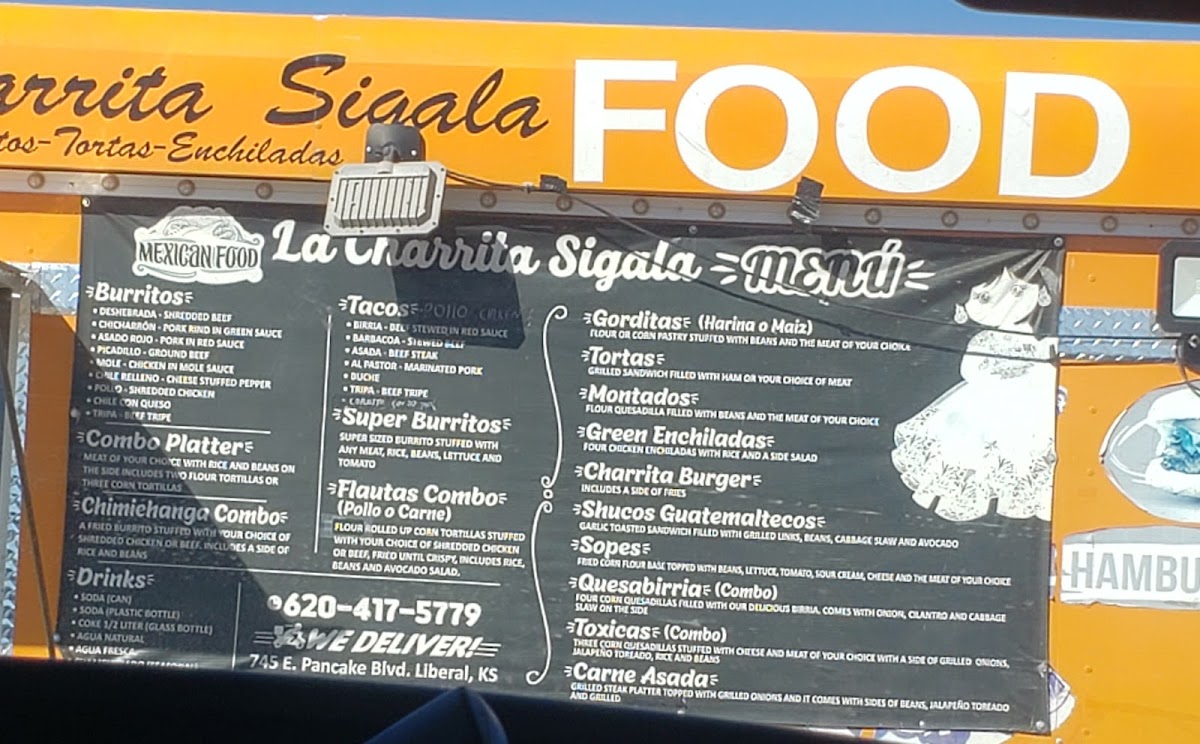 Sigala
FOOD
-Tortas-Enchiladas
MEXICAN FOOD
La Charrita Sigala
MENÚ
Burritos
• DESHEBRADA - SHREDDED BEEF
• CHICHARRÓN - PORK RIND IN GREEN SAUCE
• ASADO ROJO - PORK IN RED SAUCE
• PICADILLO - GROUND BEEF
• MOLE - CHICKEN IN MOLE SAUCE
• CHILE RELLENO - CHEESE STUFFED PEPPER
• POLLO - SHREDDED CHICKEN
• CHILE CON QUESO
• TRIPA - BEEF TRIPE
Combo Platter
MEAT OF YOUR CHOICE WITH RICE AND BEANS ON
THE SIDE INCLUDES TWO FLOUR TORTILLAS OR
THREE CORN TORTILLAS
Chimichanga Combo
A FRIED BURRITO STUFFED WITH YOUR CHOICE OF
SHREDDED CHICKEN OR BEEF. INCLUDES A SIDE OF
RICE AND BEANS
Drinks
• SODA (CAN)
• SODA (PLASTIC BOTTLE)
• COKE 1/2 LITER (GLASS BOTTLE)
• AGUA NATURAL
• AGUA FRESCA
Tacos
• BIRRIA - BEEF STEWED IN RED SAUCE
• BARBACOA - STEWED BEEF
• ASADA - BEEF STEAK
• AL PASTOR - MARINATED PORK
• BUCHE
• TRIPA - BEEF TRIPE
Super Burritos
SUPER SIZED BURRITO STUFFED WITH
ANY MEAT, RICE, BEANS, LETTUCE AND
TOMATO
Flautas Combo
(Pollo o Carne)
FLOUR ROLLED UP CORN TORTILLAS STUFFED
WITH YOUR CHOICE OF SHREDDED CHICKEN
OR BEEF, FRIED UNTIL CRISPY, INCLUDES RICE,
BEANS AND AVOCADO SALAD.
620-417-5779
WE DELIVER!
745 E. Pancake Blvd. Liberal, KS
Gorditas (Harina o Maiz)
FLOUR OR CORN PASTRY STUFFED WITH BEANS AND THE MEAT OF YOUR CHOICE
Tortas
GRILLED SANDWICH FILLED WITH HAM OR YOUR CHOICE OF MEAT
Montados
FLOUR QUESADILLA FILLED WITH BEANS AND THE MEAT OF YOUR CHOICE
Green Enchiladas
FOUR CHICKEN ENCHILADAS WITH RICE AND A SIDE SALAD
Charrita Burger
INCLUDES A SIDE OF FRIES
Shucos Guatemaltecos
GARLIC TOASTED SANDWICH FILLED WITH GRILLED LINKS, BEANS, CABBAGE SLAW AND AVOCADO
Sopes
FRIED CORN FLOUR BASE TOPPED WITH BEANS, LETTUCE, TOMATO, SOUR CREAM, CHEESE AND THE MEAT OF YOUR CHOICE
Quesabirria (Combo)
FOUR CORN QUESADILLAS FILLED WITH OUR DELICIOUS BIRRIA. COMES WITH ONION, CILANTRO AND CABBAGE
SLAW ON THE SIDE
Toxicas (Combo)
THREE CORN QUESADILLAS STUFFED WITH CHEESE AND MEAT OF YOUR CHOICE WITH A SIDE OF GRILLED ONIONS,
JALAPEÑO TOREADO, RICE AND BEANS
Carne Asada
GRILLED STEAK PLATTER TOPPED WITH GRILLED ONIONS AND IT COMES WITH SIDES OF BEANS, JALAPEÑO TOREADO
AND GRILLED
HAMBU